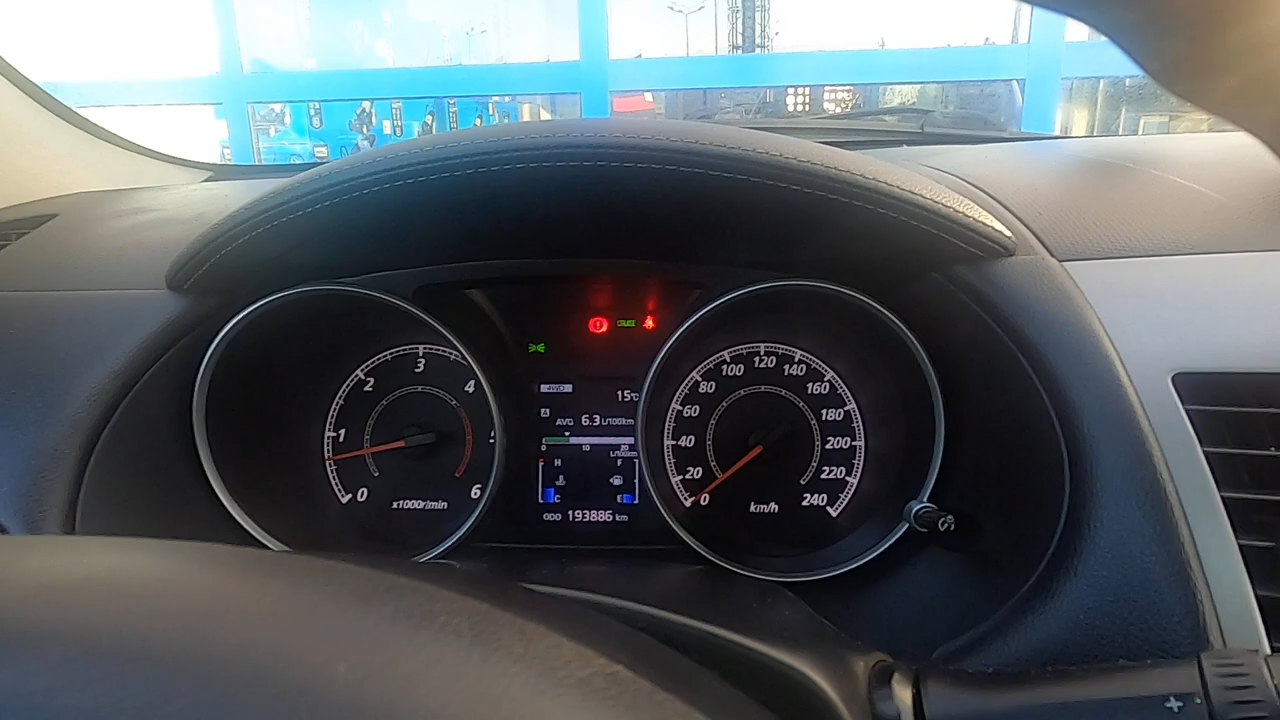 0
1
2
3
4
6
x1000r/min
CRUISE
4WD
15°C
A
AVG 6.3 L/100km
0 10 20
L/100km
H F
C E
ODO 193886 km
0
20
40
60
80
100
120
140
160
180
200
220
240
km/h
+